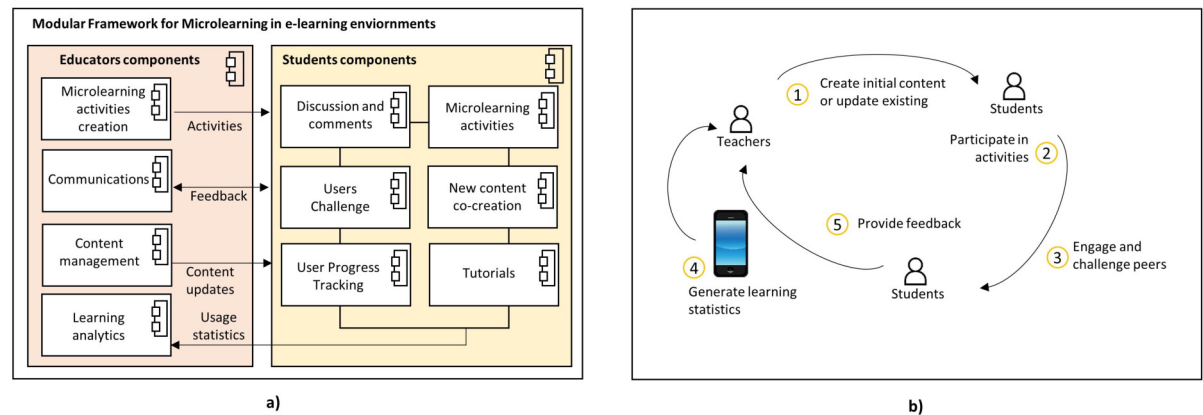 Modular Framework for Microlearning in e-learning enviornments
Educators components
Microlearning
activities
creation
Communications
Content
management
Learning
analytics
Activities
Feedback
Content
updates
Usage
statistics
Students components
Discussion and
comments
Microlearning
activities
Users
Challenge
New content
co-creation
User Progress
Tracking
Tutorials
a)
1
Create initial content
or update existing
Students
Teachers
Participate in
activities
2
5
Provide feedback
3
Engage and
challenge peers
4
Generate learning
statistics
Students
b)